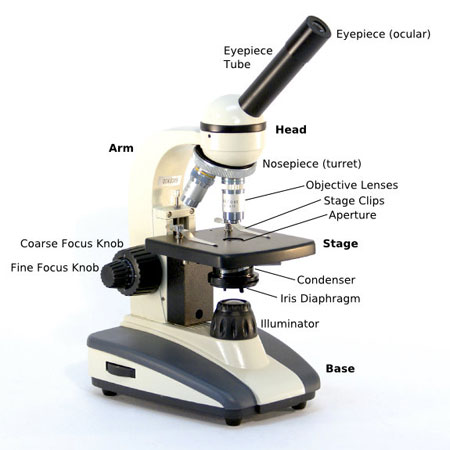 Eyepiece (ocular)
Eyepiece
Tube
Head
Arm
Nosepiece (turret)
Objective Lenses
Stage Clips
Aperture
Coarse Focus Knob
Stage
Fine Focus Knob
Condenser
Iris Diaphragm
Illuminator
Base